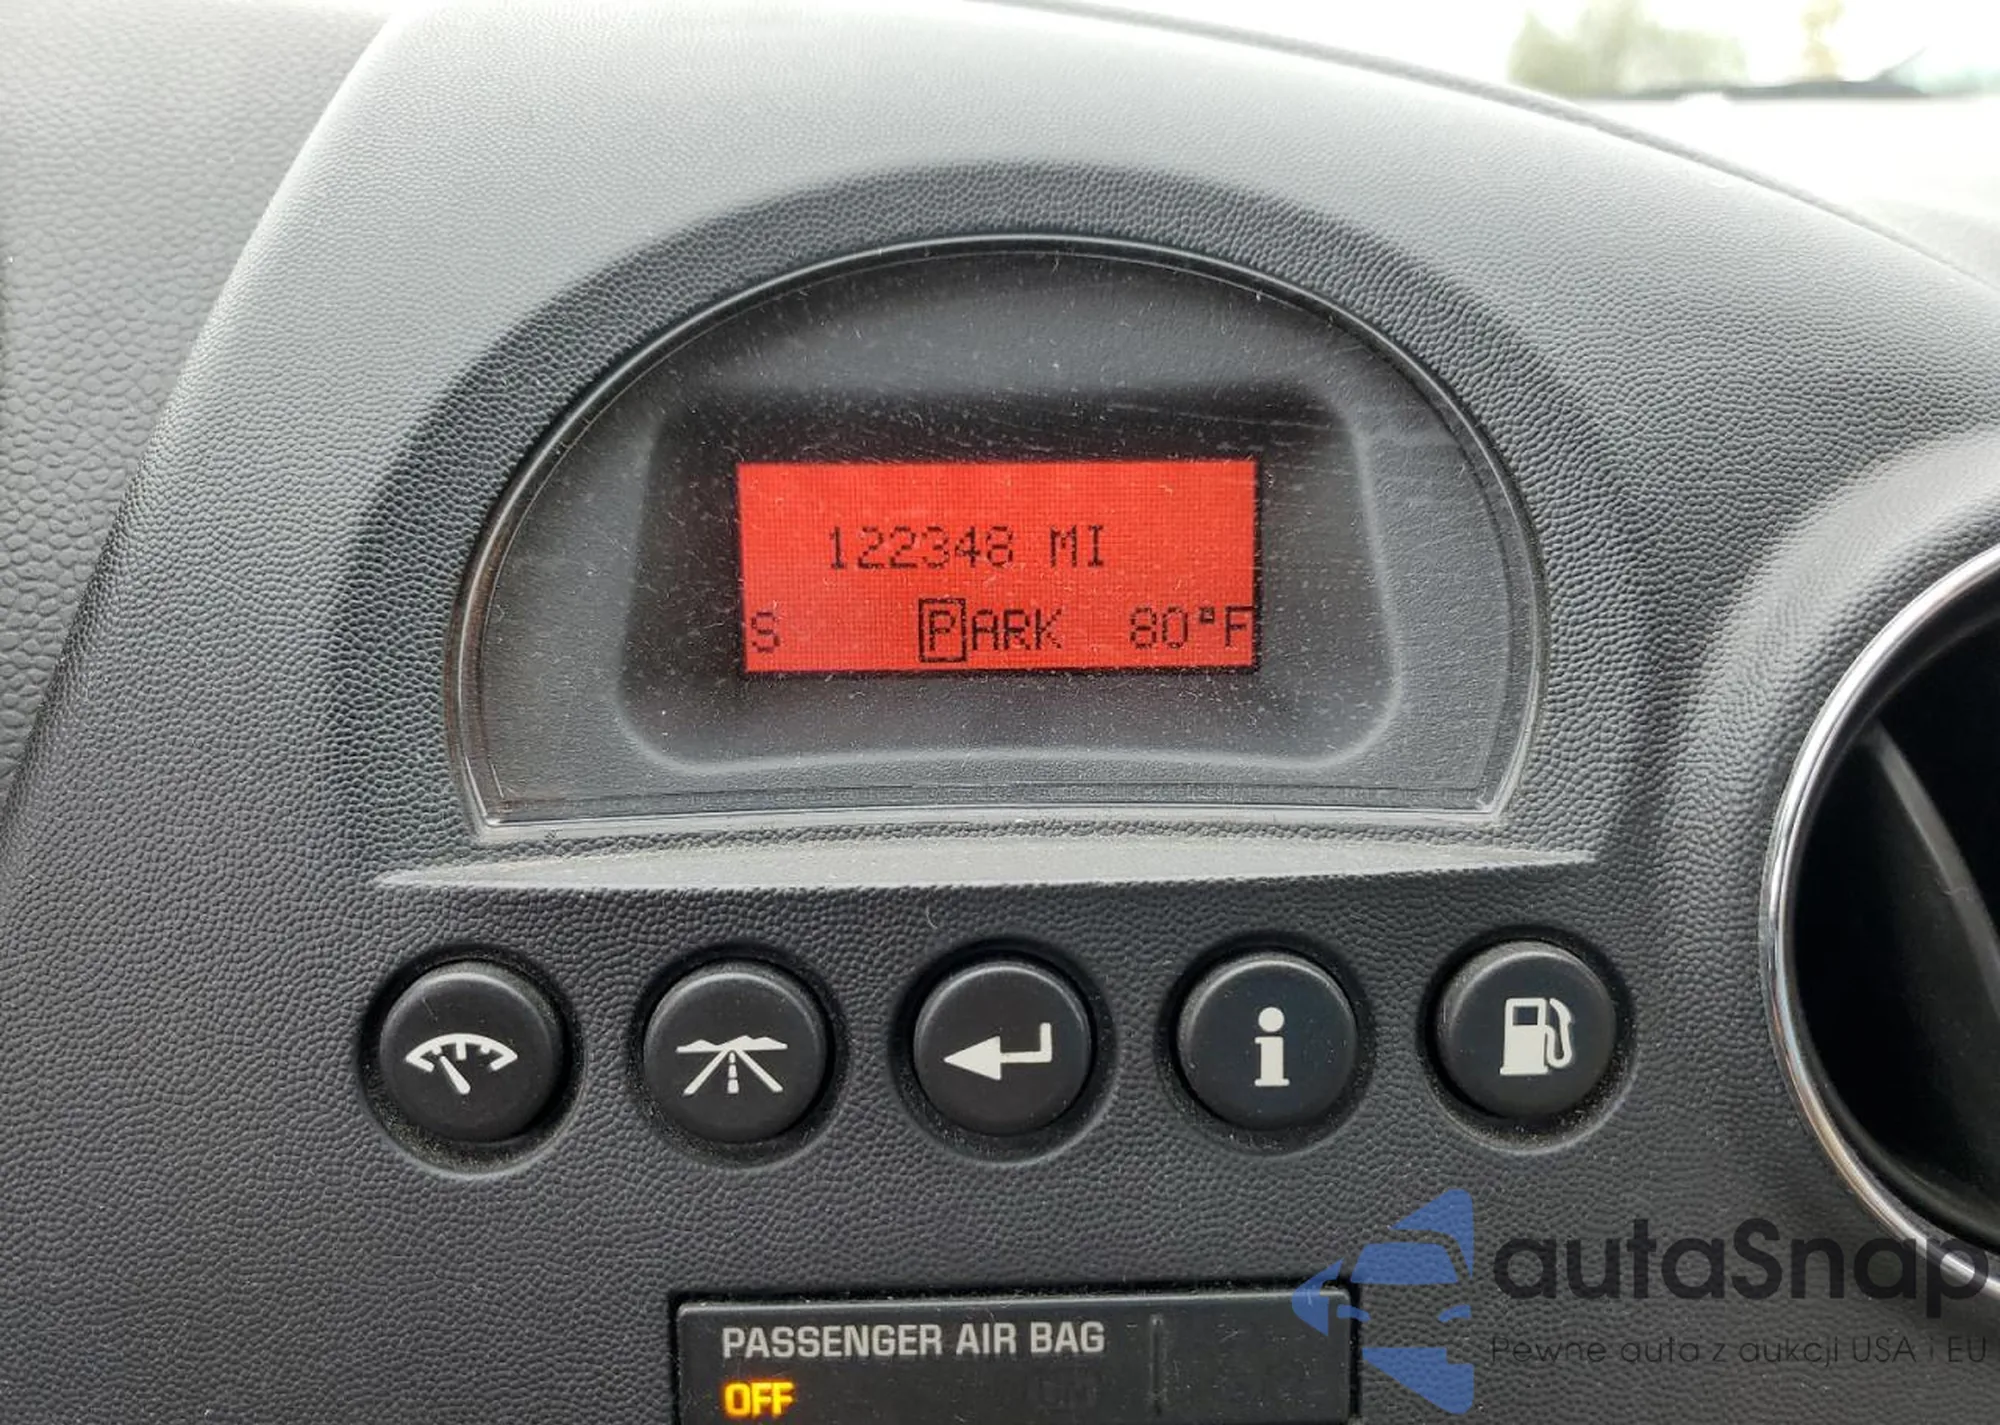 122348 MI
S PARK 80°F
PASSENGER AIR BAG
OFF
autaSnap
Pewne auta z aukcji USA i EU